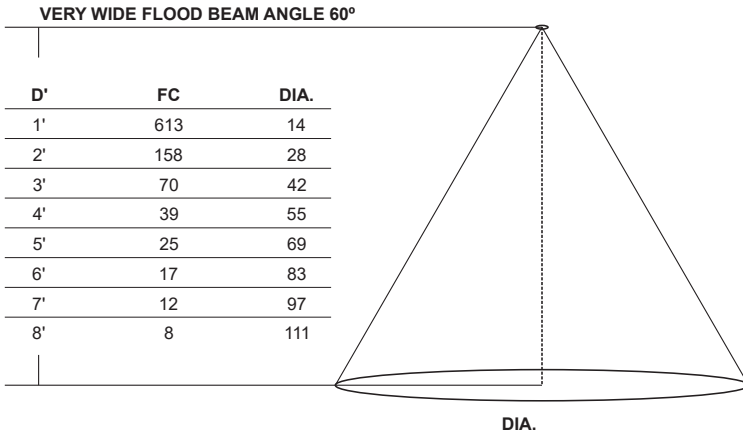 VERY WIDE FLOOD BEAM ANGLE 60º
D' FC DIA.
1' 613 14
2' 158 28
3' 70 42
4' 39 55
5' 25 69
6' 17 83
7' 12 97
8' 8 111
DIA.